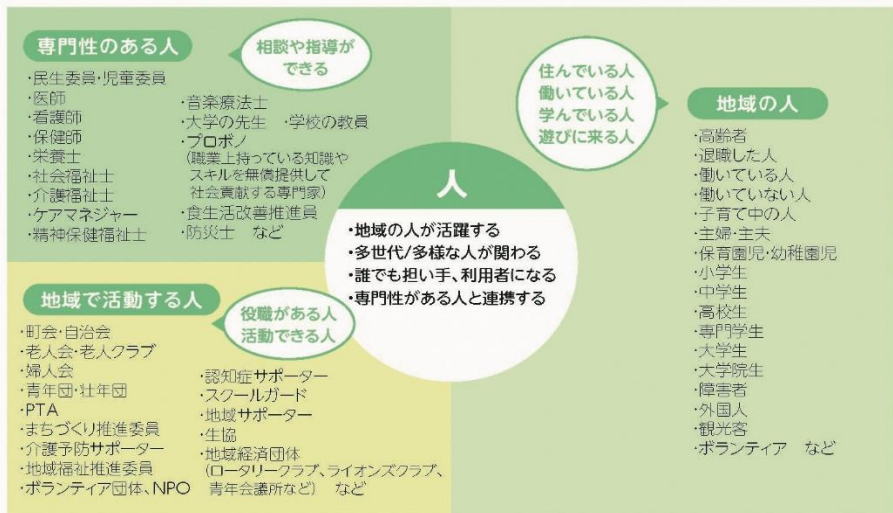 専門性のある人
相談や指導が
できる
・民生委員・児童委員
・医師
・看護師
・保健師
・栄養士
・社会福祉士
・介護福祉士
・ケアマネジャー
・精神保健福祉士
・音楽療法士
・大学の先生　・学校の教員
・プロボノ
(職業上持っている知識や
スキルを無償提供して
社会貢献する専門家)
・食生活改善推進員
・防災士　など
住んでいる人
働いている人
学んでいる人
遊びに来る人
地域の人
・高齢者
・退職した人
・働いている人
・働いていない人
・子育て中の人
・主婦・主夫
・保育園児・幼稚園児
・小学生
・中学生
・高校生
・専門学生
・大学生
・大学院生
・障害者
・外国人
・観光客
・ボランティア　など
人
・地域の人が活躍する
・多世代/多様な人が関わる
・誰でも担い手、利用者になる
・専門性がある人と連携する
地域で活動する人
役職がある人
活動できる人
・町会・自治会
・老人会・老人クラブ
・婦人会
・青年団・壮年団
・PTA
・まちづくり推進委員
・介護予防サポーター
・地域福祉推進委員
・ボランティア団体、NPO
・認知症サポーター
・スクールガード
・地域サポーター
・生協
・地域経済団体
(ロータリークラブ、ライオンズクラブ、
青年会議所など)　など